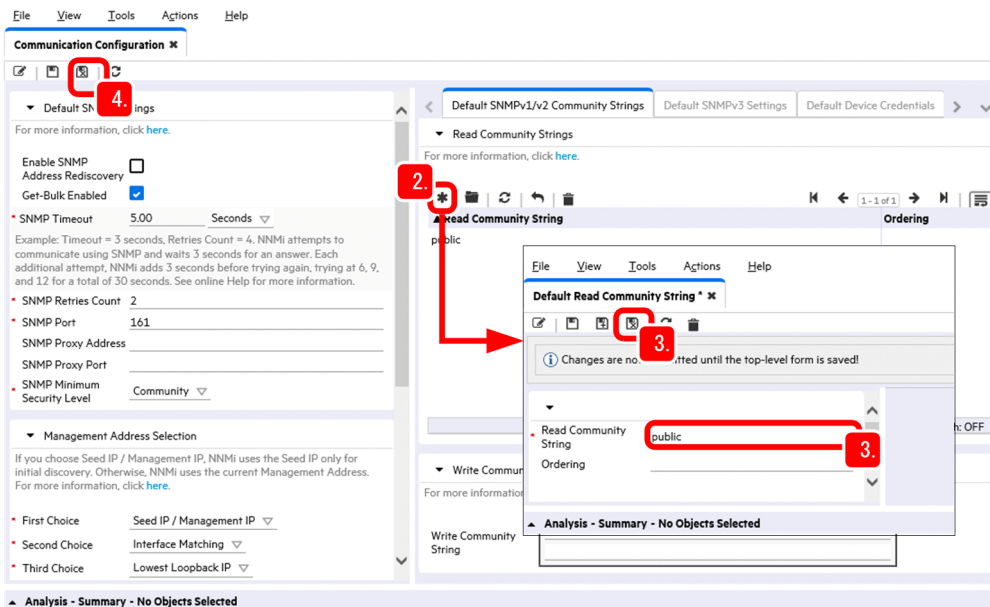 File View Tools Actions Help
Communication Configuration ✖
4.
Default SN ings
For more information, click here.
Enable SNMP
Address Rediscovery
Get-Bulk Enabled
* SNMP Timeout 5.00 Seconds
Example: Timeout = 3 seconds, Retries Count = 4. NNMi attempts to
communicate using SNMP and waits 3 seconds for an answer. Each
additional attempt, NNMi adds 3 seconds before trying again, trying at 6, 9,
and 12 for a total of 30 seconds. See online Help for more information.
* SNMP Retries Count 2
* SNMP Port 161
SNMP Proxy Address
SNMP Proxy Port
* SNMP Minimum
Security Level
Community
Management Address Selection
If you choose Seed IP / Management IP, NNMi uses the Seed IP only for
initial discovery. Otherwise, NNMi uses the current Management Address.
For more information, click here.
* First Choice Seed IP / Management IP
* Second Choice Interface Matching
* Third Choice Lowest Loopback IP
Default SNMPv1/v2 Community Strings Default SNMPv3 Settings Default Device Credentials
Read Community Strings
For more information, click here.
2.
1 - 1 of 1
Read Community String Ordering
public
h: OFF
Write Commur
For more information
Write Community
String
File View Tools Actions Help
Default Read Community String * ✖
3.
Changes are no itted until the top-level form is saved!
* Read Community
String
public
3.
Ordering
Analysis - Summary - No Objects Selected
Analysis - Summary - No Objects Selected